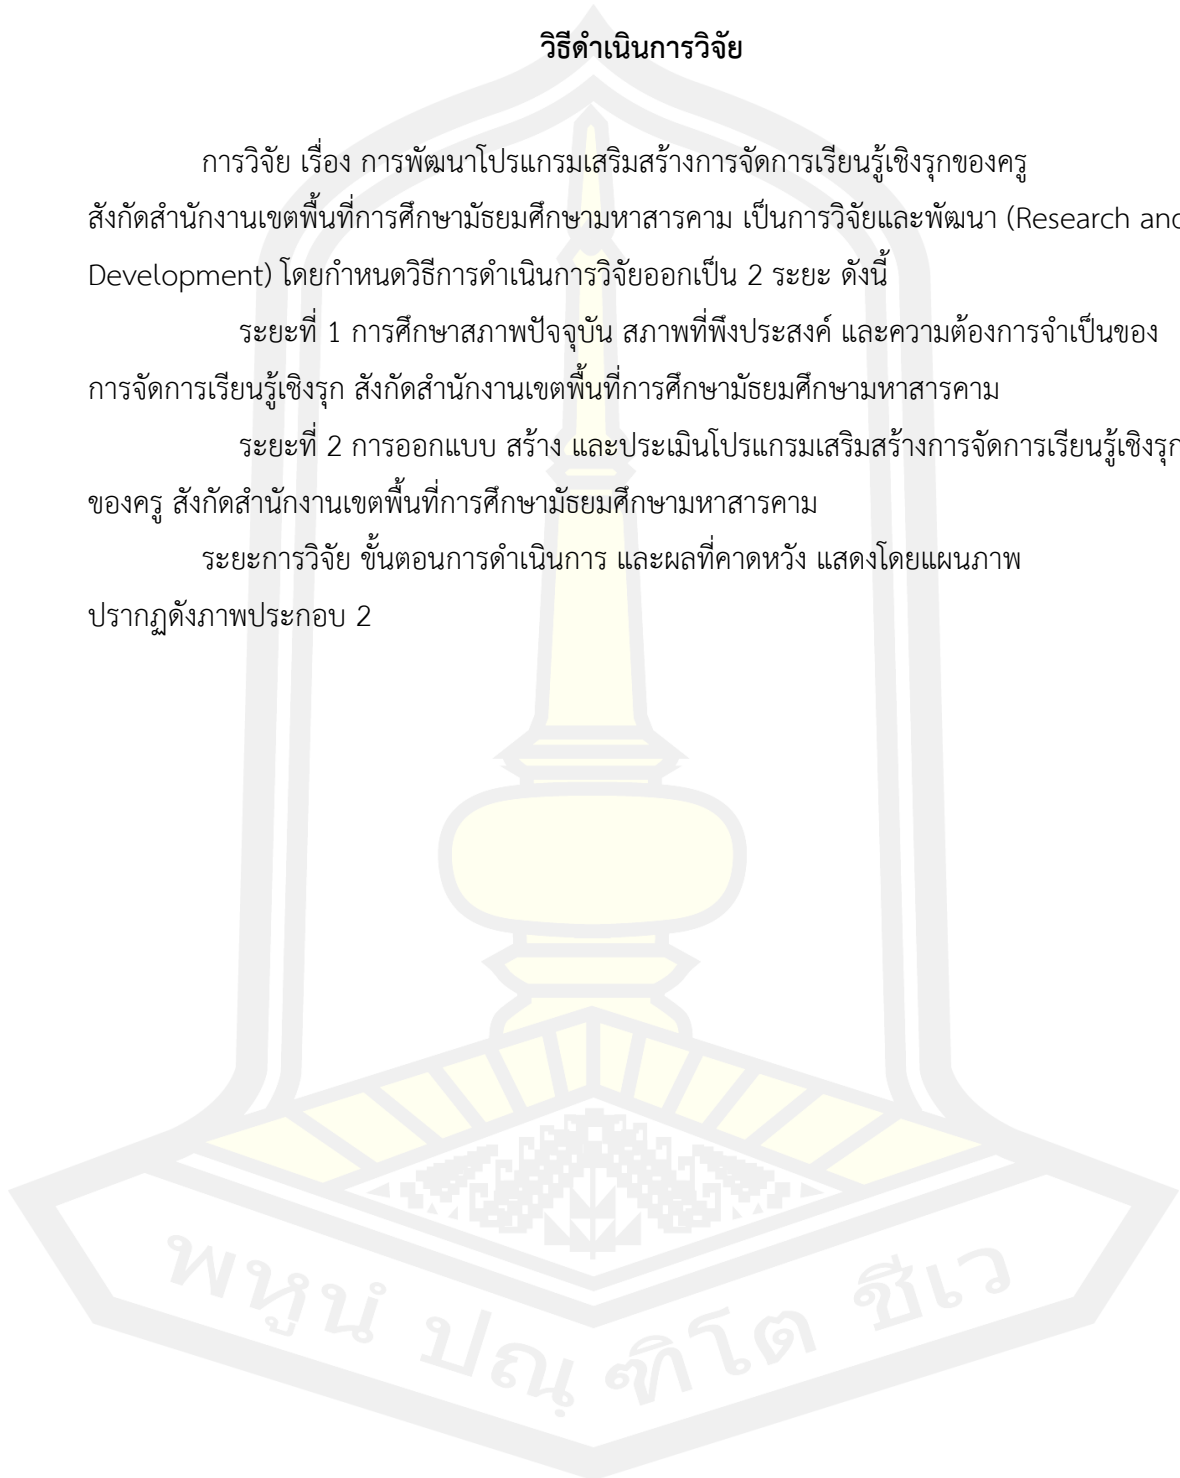 วิธีดำเนินการวิจัย
การวิจัย เรื่อง การพัฒนาโปรแกรมเสริมสร้างการจัดการเรียนรู้เชิงรุกของครู
สังกัดสำนักงานเขตพื้นที่การศึกษามัธยมศึกษามหาสารคาม เป็นการวิจัยและพัฒนา (Research and
Development) โดยกำหนดวิธีการดำเนินการวิจัยออกเป็น 2 ระยะ ดังนี้
ระยะที่ 1 การศึกษาสภาพปัจจุบัน สภาพที่พึงประสงค์ และความต้องการจำเป็นของ
การจัดการเรียนรู้เชิงรุก สังกัดสำนักงานเขตพื้นที่การศึกษามัธยมศึกษามหาสารคาม
ระยะที่ 2 การออกแบบ สร้าง และประเมินโปรแกรมเสริมสร้างการจัดการเรียนรู้เชิงรุก
ของครู สังกัดสำนักงานเขตพื้นที่การศึกษามัธยมศึกษามหาสารคาม
ระยะการวิจัย ขั้นตอนการดำเนินการ และผลที่คาดหวัง แสดงโดยแผนภาพ
ปรากฏดังภาพประกอบ 2
พหูนํ ปณฺฑิโต ชีเว